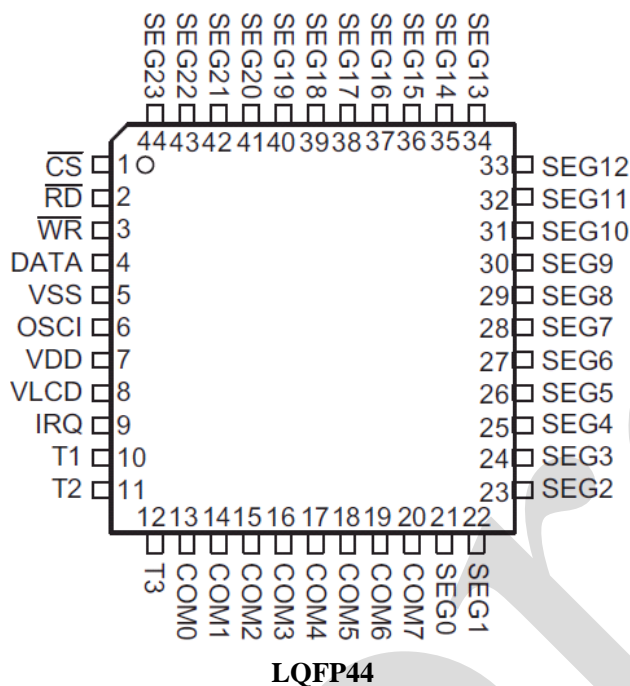 SEG23 SEG22 SEG21 SEG20 SEG19 SEG18 SEG17 SEG16 SEG15 SEG14 SEG13
44 43 42 41 40 39 38 37 36 35 34
C̅S̅ 1 33 SEG12
R̅D̅ 2 32 SEG11
W̅R̅ 3 31 SEG10
DATA 4 30 SEG9
VSS 5 29 SEG8
OSCI 6 28 SEG7
VDD 7 27 SEG6
VLCD 8 26 SEG5
IRQ 9 25 SEG4
T1 10 24 SEG3
T2 11 23 SEG2
12 13 14 15 16 17 18 19 20 21 22
T3 COM0 COM1 COM2 COM3 COM4 COM5 COM6 COM7 SEG0 SEG1
LQFP44